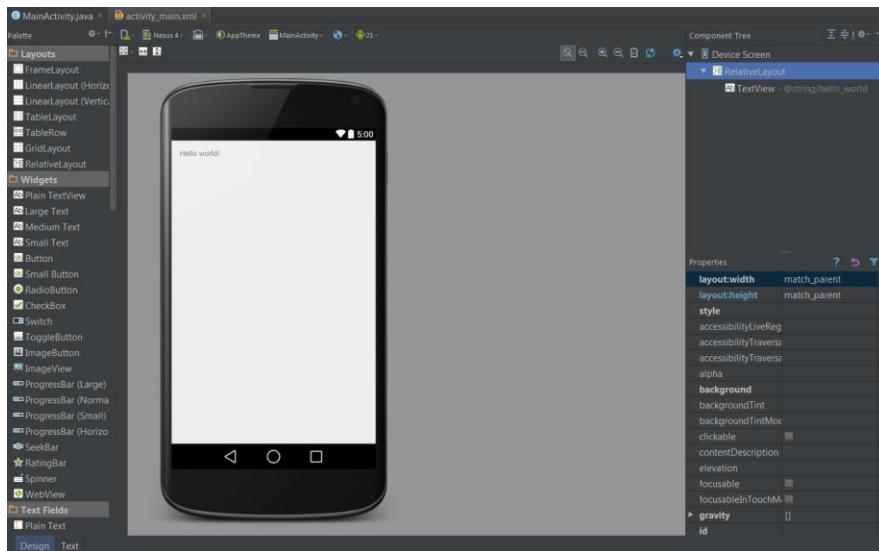 MainActivity.java
activity_main.xml
Palette
Nexus 4
AppTheme
MainActivity
21
Layouts
FrameLayout
LinearLayout (Horizo
LinearLayout (Vertic
TableLayout
TableRow
GridLayout
RelativeLayout
Widgets
Plain TextView
Large Text
Medium Text
Small Text
Button
Small Button
RadioButton
CheckBox
Switch
ToggleButton
ImageButton
ImageView
ProgressBar (Large)
ProgressBar (Norma
ProgressBar (Small)
ProgressBar (Horizo
SeekBar
RatingBar
Spinner
WebView
Text Fields
Plain Text
Design Text
5:00
Hello world!
Component Tree
Device Screen
RelativeLayout
TextView - @string/hello_world
Properties
layout:width match_parent
layout:height match_parent
style
accessibilityLiveReg
accessibilityTraversa
accessibilityTraversa
alpha
background
backgroundTint
backgroundTintMod
clickable
contentDescription
elevation
focusable
focusableInTouchM
gravity []
id